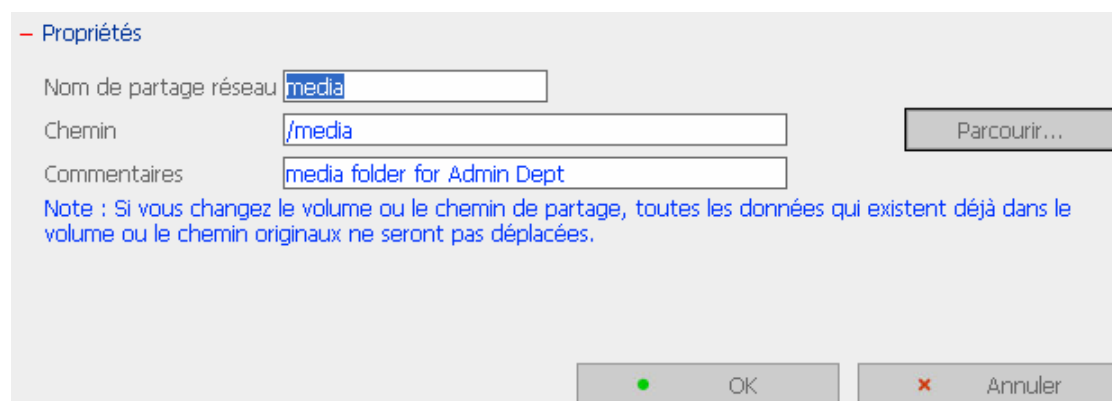 – Propriétés
Nom de partage réseau media
Chemin /media Parcourir...
Commentaires media folder for Admin Dept
Note : Si vous changez le volume ou le chemin de partage, toutes les données qui existent déjà dans le
volume ou le chemin originaux ne seront pas déplacées.
OK Annuler